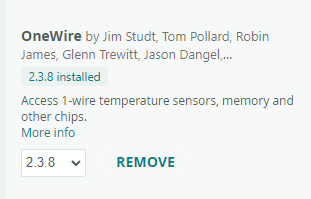 OneWire by Jim Studt, Tom Pollard, Robin
James, Glenn Trewitt, Jason Dangel,...
2.3.8 installed
Access 1-wire temperature sensors, memory and
other chips.
More info
2.3.8 REMOVE